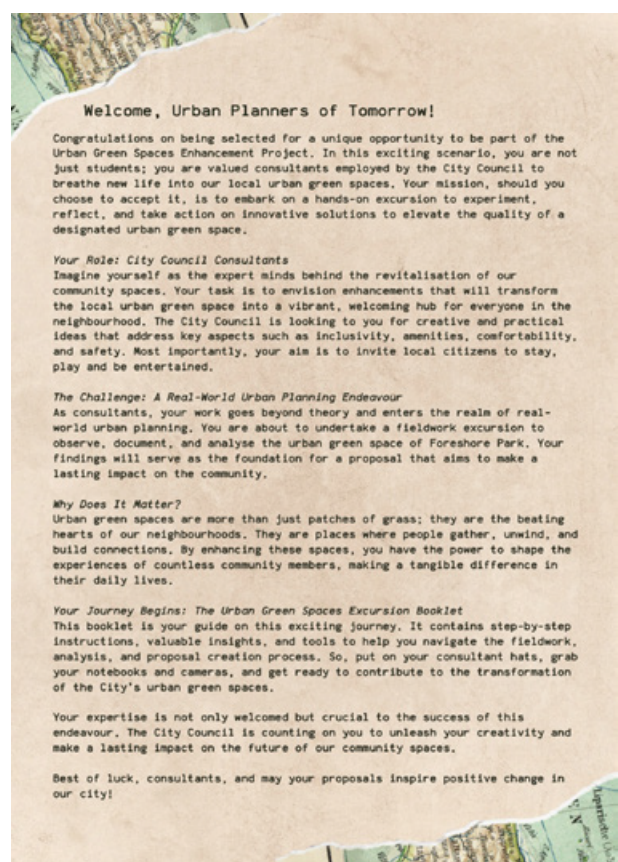 Welcome, Urban Planners of Tomorrow!
Congratulations on being selected for a unique opportunity to be part of the
Urban Green Spaces Enhancement Project. In this exciting scenario, you are not
just students; you are valued consultants employed by the City Council to
breathe new life into our local urban green spaces. Your mission, should you
choose to accept it, is to embark on a hands-on excursion to experiment,
reflect, and take action on innovative solutions to elevate the quality of a
designated urban green space.
Your Role: City Council Consultants
Imagine yourself as the expert minds behind the revitalisation of our
community spaces. Your task is to envision enhancements that will transform
the local urban green space into a vibrant, welcoming hub for everyone in the
neighbourhood. The City Council is looking to you for creative and practical
ideas that address key aspects such as inclusivity, amenities, comfortability,
and safety. Most importantly, your aim is to invite local citizens to stay,
play and be entertained.
The Challenge: A Real-World Urban Planning Endeavour
As consultants, your work goes beyond theory and enters the realm of real-
world urban planning. You are about to undertake a fieldwork excursion to
observe, document, and analyse the urban green space of Foreshore Park. Your
findings will serve as the foundation for a proposal that aims to make a
lasting impact on the community.
Why Does It Matter?
Urban green spaces are more than just patches of grass; they are the beating
hearts of our neighbourhoods. They are places where people gather, unwind, and
build connections. By enhancing these spaces, you have the power to shape the
experiences of countless community members, making a tangible difference in
their daily lives.
Your Journey Begins: The Urban Green Spaces Excursion Booklet
This booklet is your guide on this exciting journey. It contains step-by-step
instructions, valuable insights, and tools to help you navigate the fieldwork,
analysis, and proposal creation process. So, put on your consultant hats, grab
your notebooks and cameras, and get ready to contribute to the transformation
of the City's urban green spaces.
Your expertise is not only welcomed but crucial to the success of this
endeavour. The City Council is counting on you to unleash your creativity and
make a lasting impact on the future of our community spaces.
Best of luck, consultants, and may your proposals inspire positive change in
our city!